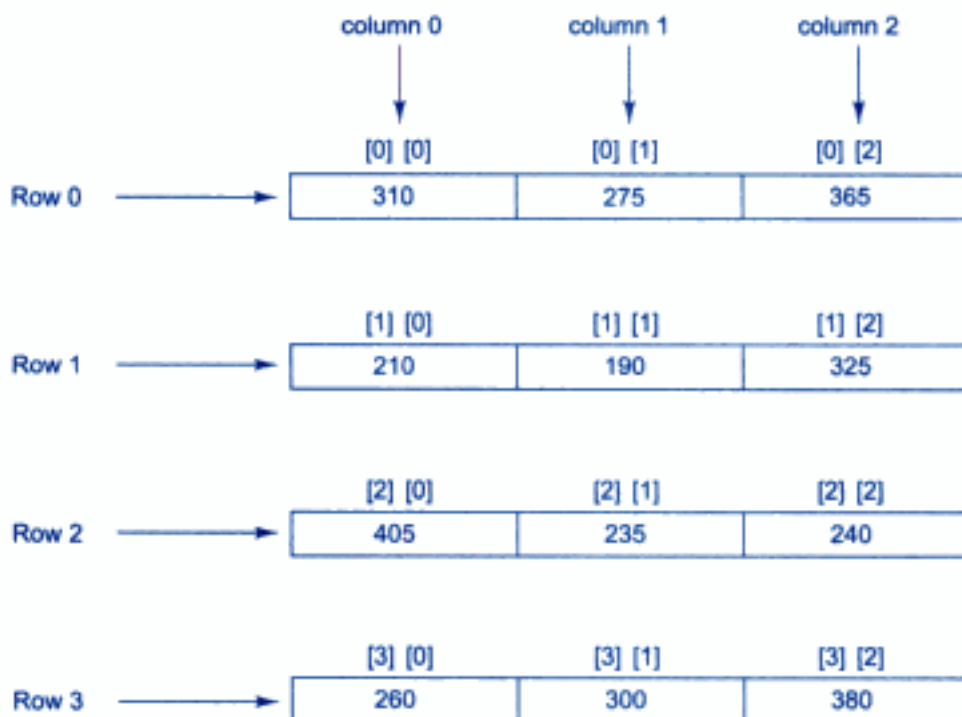 column 0 column 1 column 2
[0] [0] [0] [1] [0] [2]
Row 0 310 275 365
[1] [0] [1] [1] [1] [2]
Row 1 210 190 325
[2] [0] [2] [1] [2] [2]
Row 2 405 235 240
[3] [0] [3] [1] [3] [2]
Row 3 260 300 380